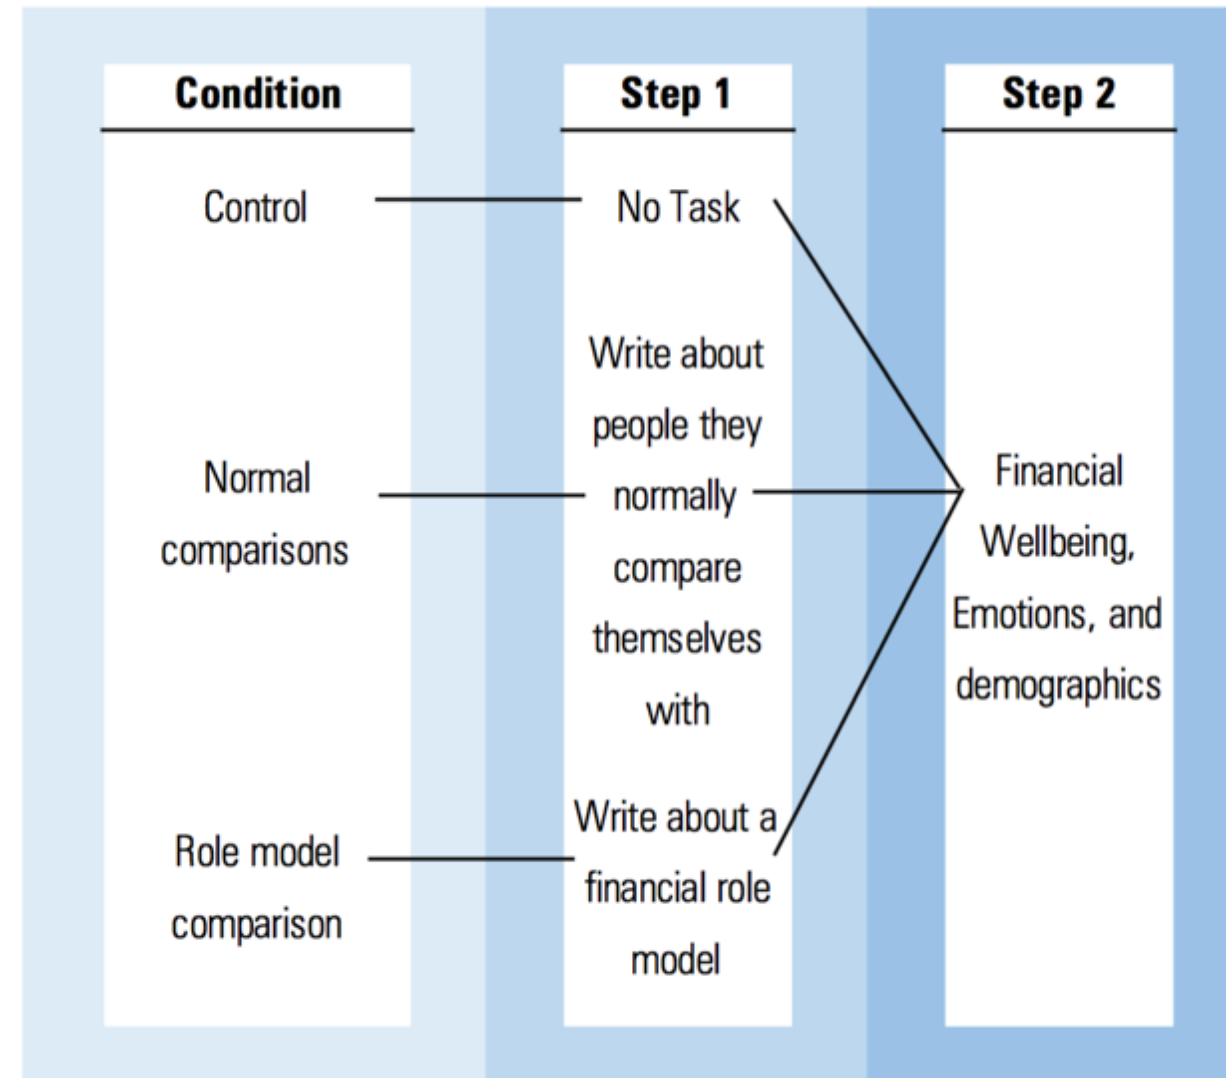 Condition
Control
Normal
comparisons
Role model
comparison
Step 1
No Task
Write about
people they
normally
compare
themselves
with
Write about a
financial role
model
Step 2
Financial
Wellbeing,
Emotions, and
demographics